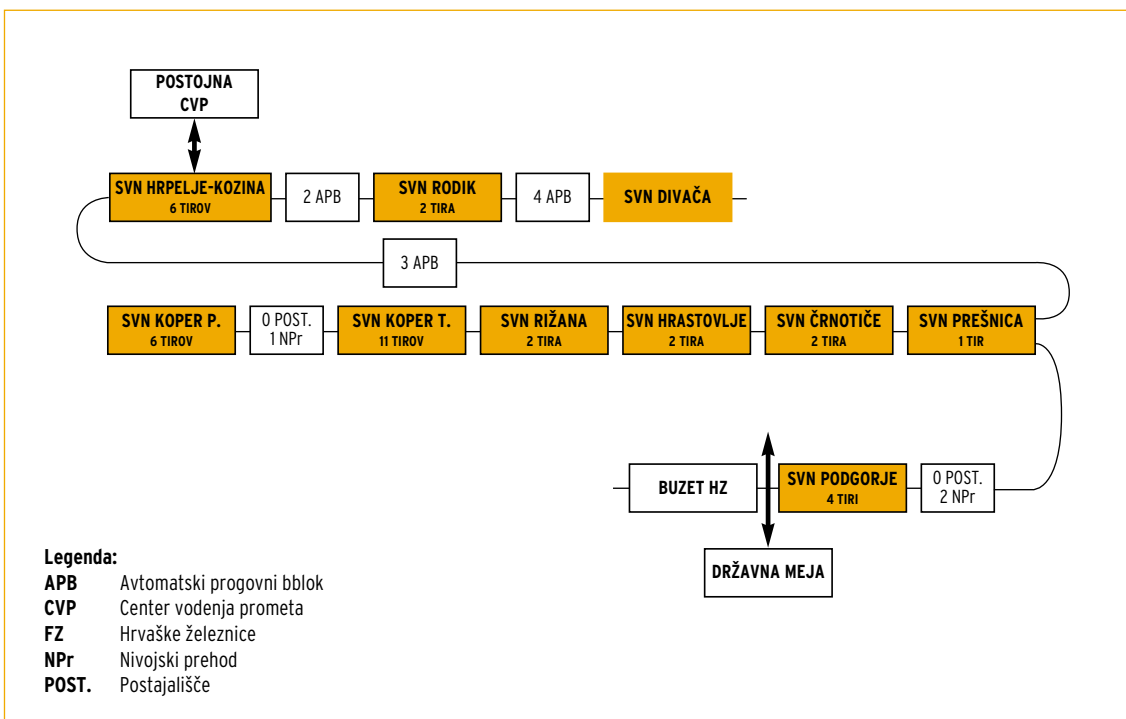 POSTOJNA
CVP
SVN HRPELJE-KOZINA
6 TIROV
2 APB
SVN RODIK
2 TIRA
4 APB
SVN DIVAČA
3 APB
SVN KOPER P.
6 TIROV
0 POST.
1 NPr
SVN KOPER T.
11 TIROV
SVN RIŽANA
2 TIRA
SVN HRASTOVLJE
2 TIRA
SVN ČRNOTIČE
2 TIRA
SVN PREŠNICA
1 TIR
BUZET HZ
SVN PODGORJE
4 TIRI
0 POST.
2 NPr
DRŽAVNA MEJA
Legenda:
APB Avtomatski progovni bblok
CVP Center vodenja prometa
FZ Hrvaške železnice
NPr Nivojski prehod
POST. Postajališče